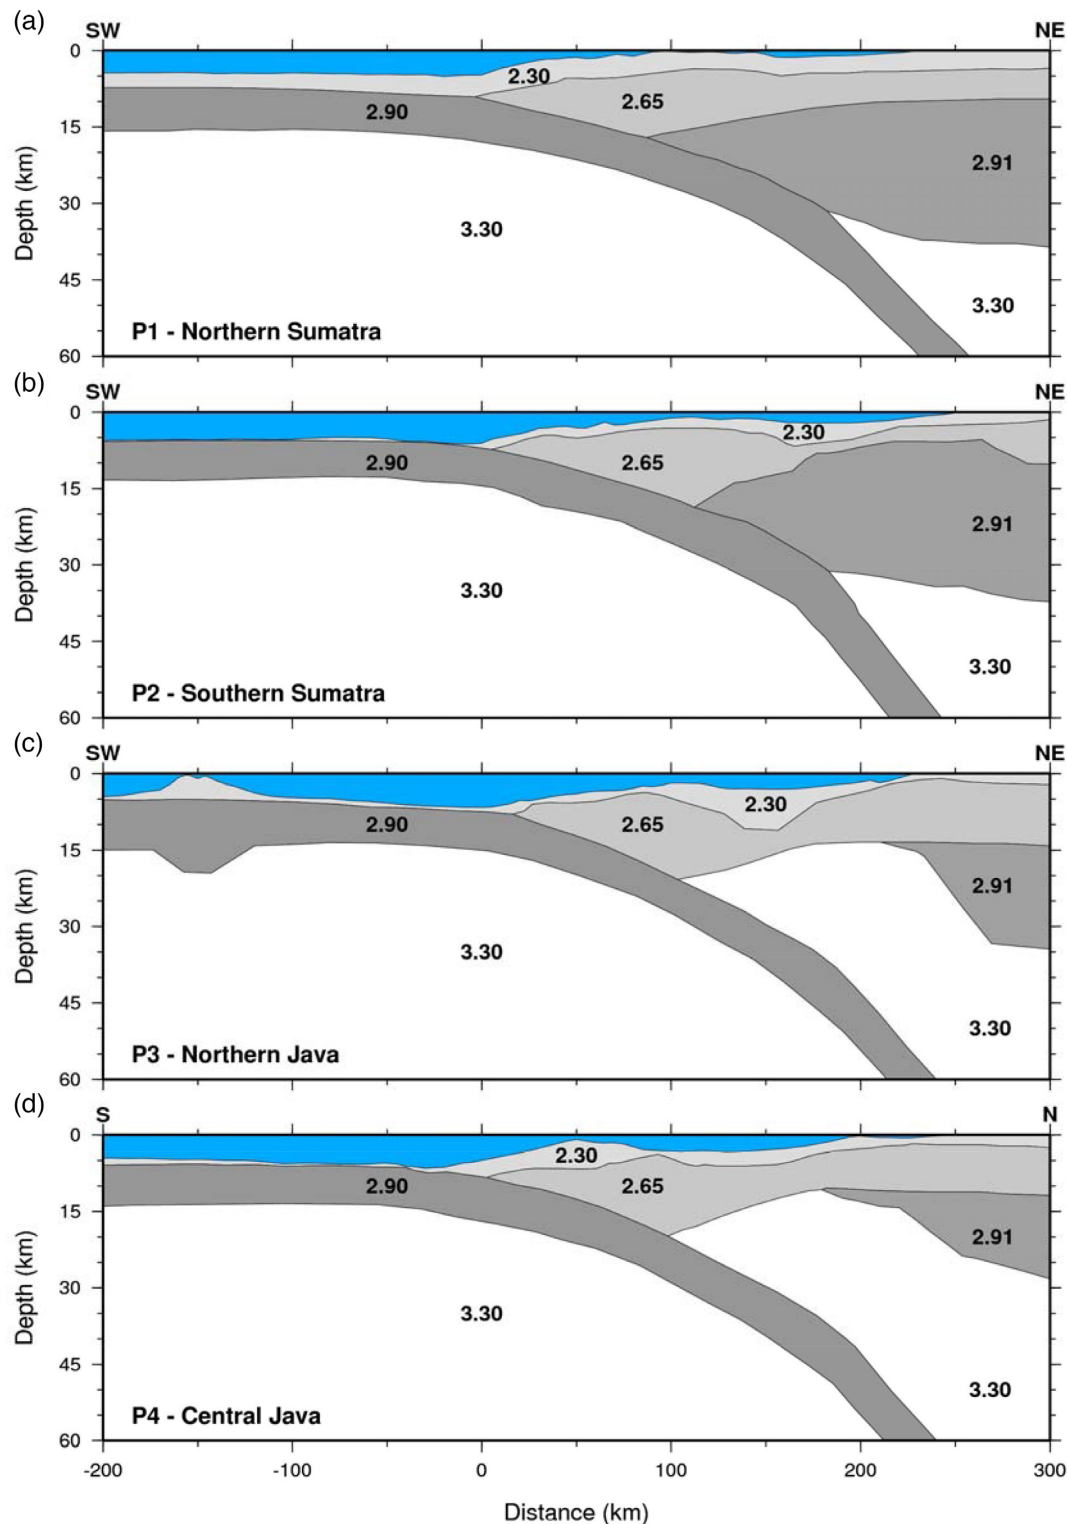 (a)
SW NE
0
2.30
2.65
2.90
15
2.91
Depth (km)
30
3.30
45
3.30
P1 - Northern Sumatra
60
(b)
SW NE
0
2.30
2.90 2.65
15
2.91
Depth (km)
30
3.30
45
3.30
P2 - Southern Sumatra
60
(c)
SW NE
0
2.30
2.90 2.65
15
2.91
Depth (km)
30
3.30
45
3.30
P3 - Northern Java
60
(d)
S N
0
2.30
2.90 2.65
15
2.91
Depth (km)
30
3.30
45
3.30
P4 - Central Java
60
-200 -100 0 100 200 300
Distance (km)